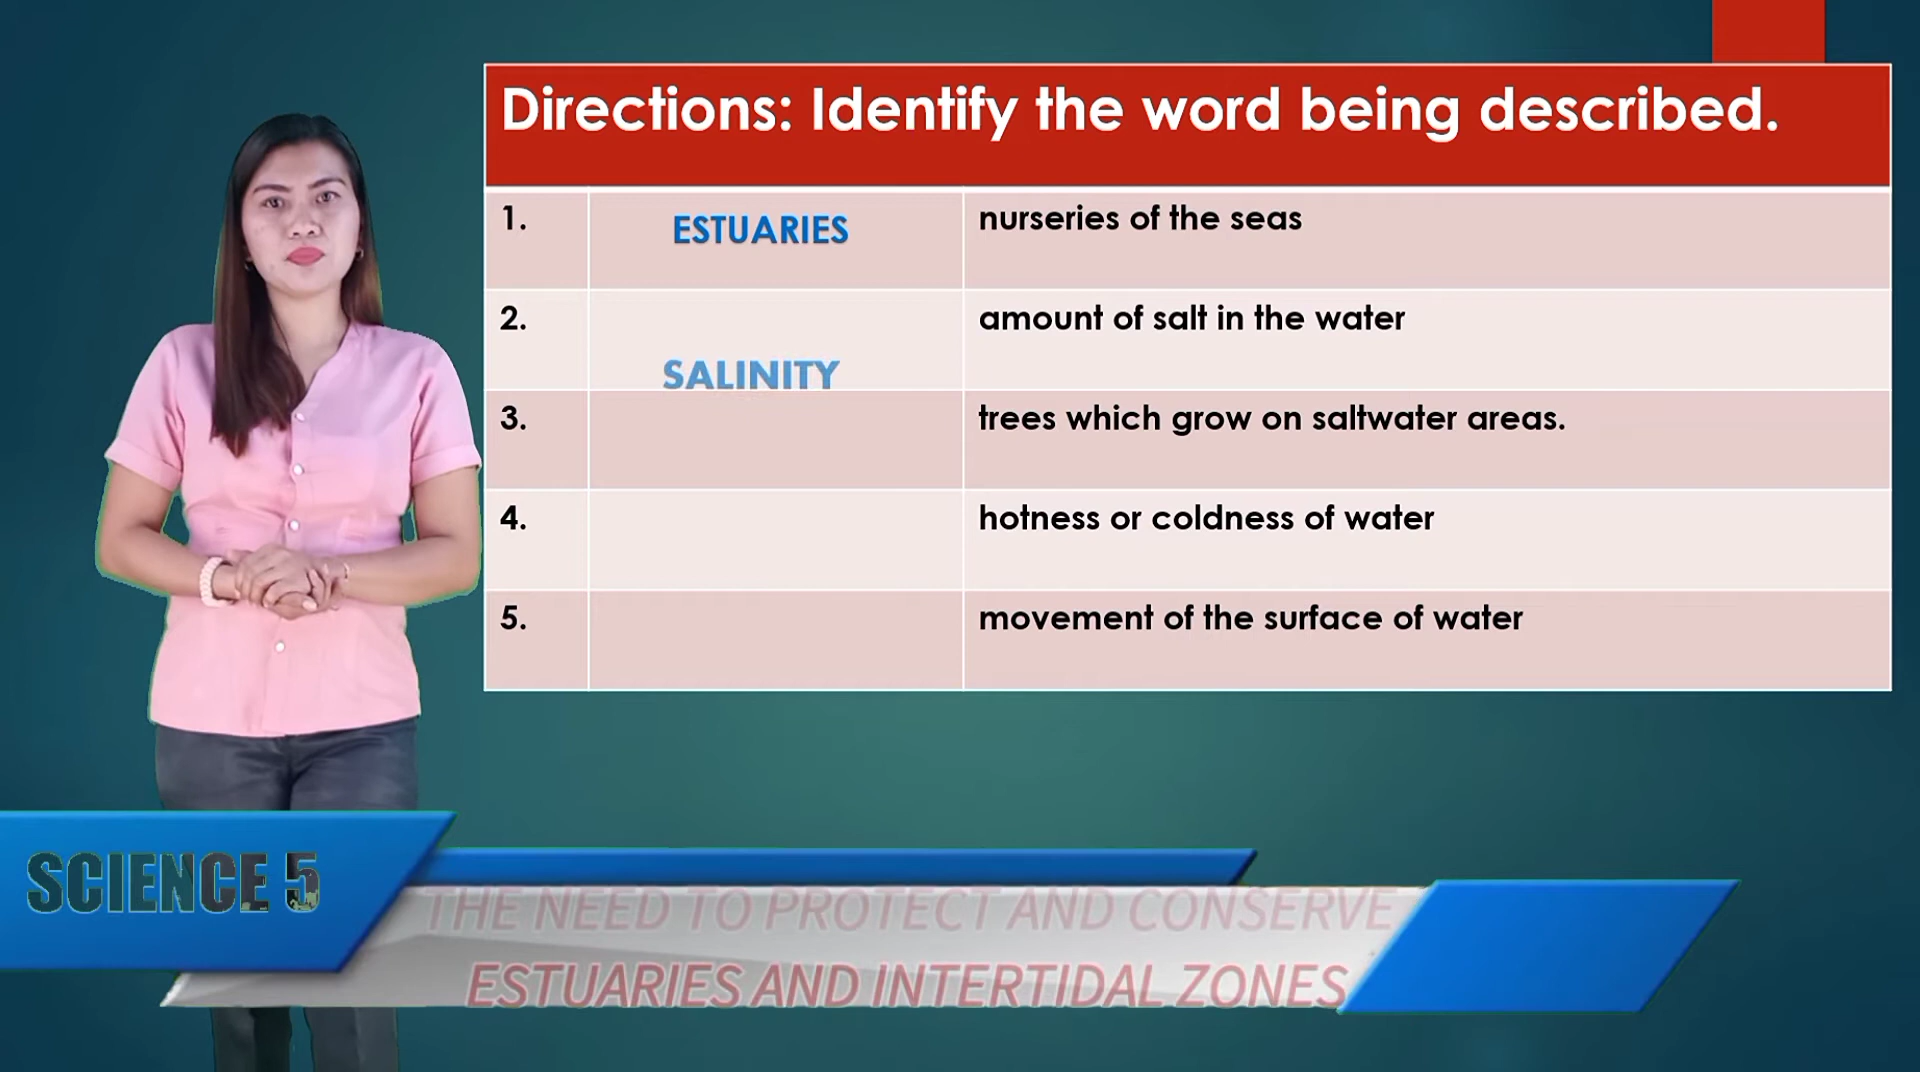 Directions: Identify the word being described.
1. ESTUARIES nurseries of the seas
2. SALINITY amount of salt in the water
3. trees which grow on saltwater areas.
4. hotness or coldness of water
5. movement of the surface of water
SCIENCE 5
THE NEED TO PROTECT AND CONSERVE
ESTUARIES AND INTERTIDAL ZONES